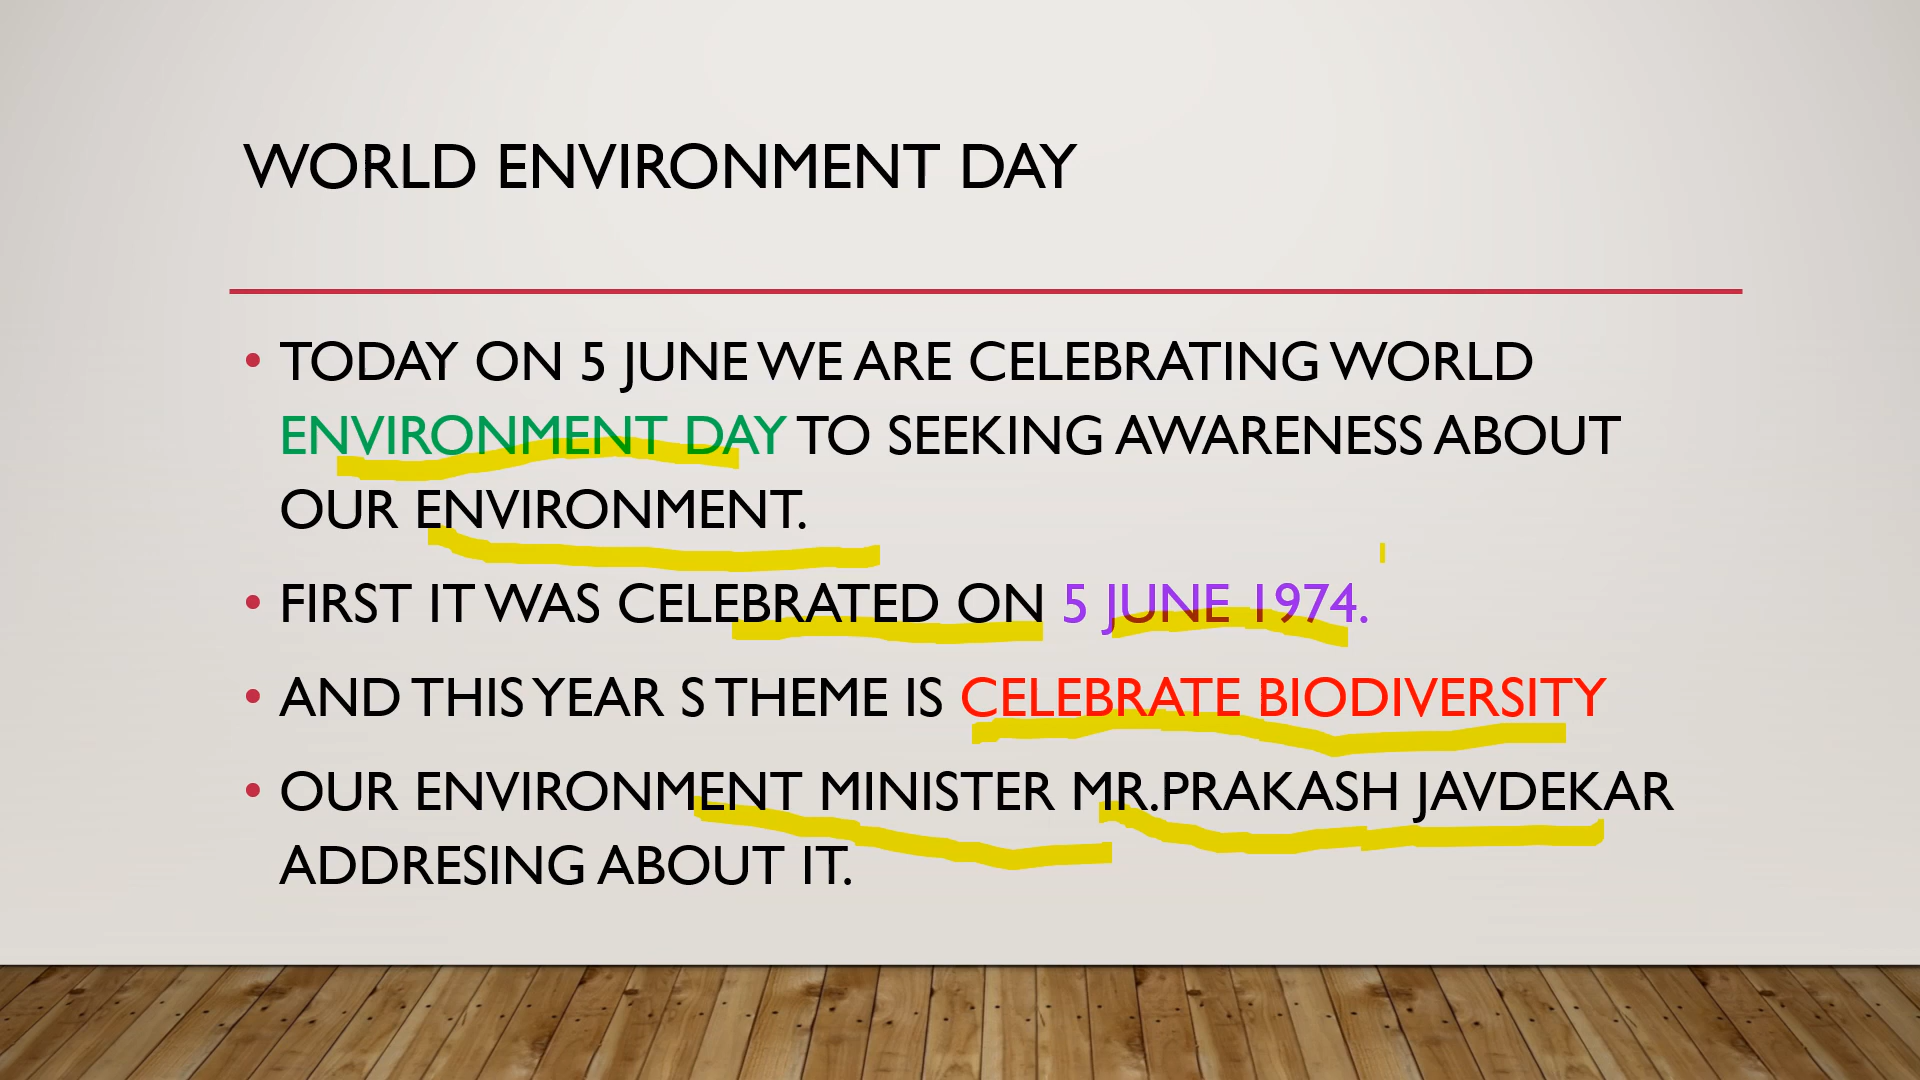 WORLD ENVIRONMENT DAY
• TODAY ON 5 JUNE WE ARE CELEBRATING WORLD
ENVIRONMENT DAY TO SEEKING AWARENESS ABOUT
OUR ENVIRONMENT.
• FIRST IT WAS CELEBRATED ON 5 JUNE 1974.
• AND THIS YEAR S THEME IS CELEBRATE BIODIVERSITY
• OUR ENVIRONMENT MINISTER MR.PRAKASH JAVDEKAR
ADDRESING ABOUT IT.